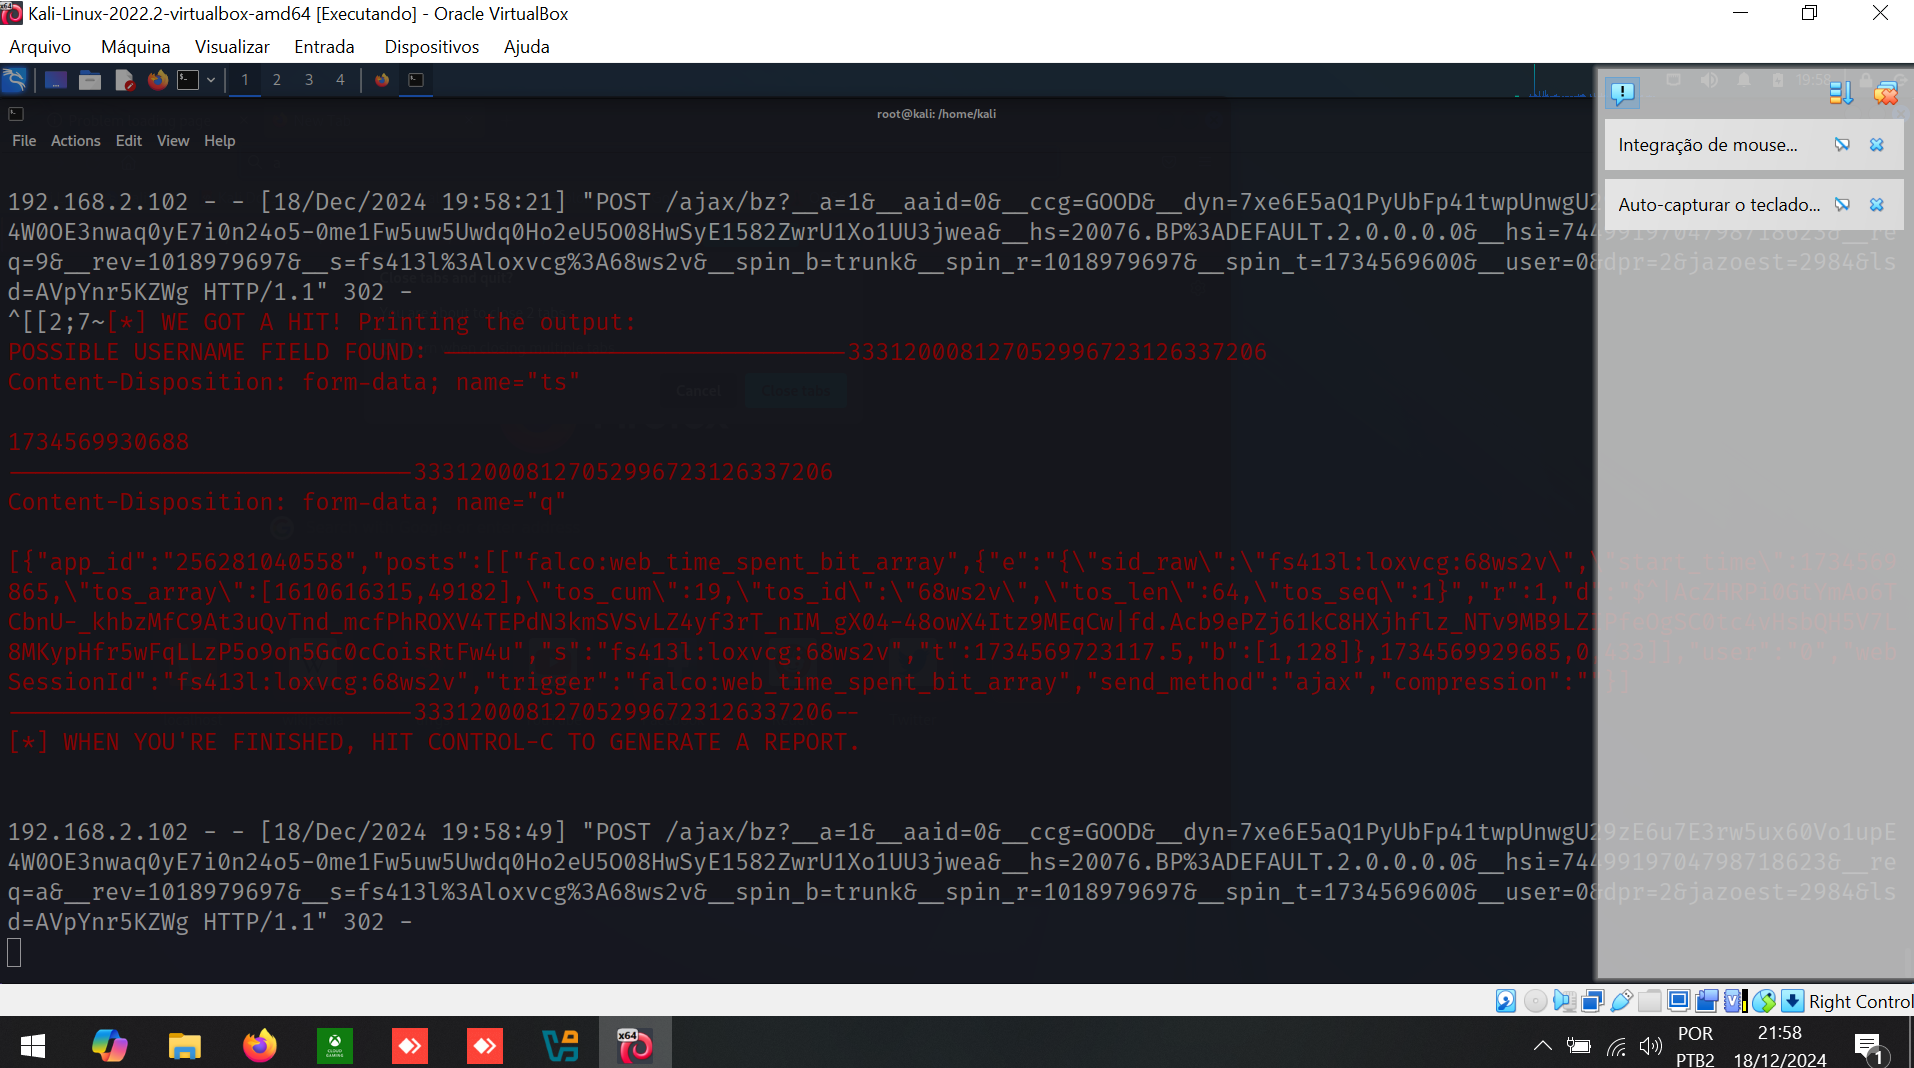 Kali-Linux-2022.2-virtualbox-amd64 [Executando] - Oracle VirtualBox
Arquivo Máquina Visualizar Entrada Dispositivos Ajuda
1 2 3 4 19:58
root@kali: /home/kali
File Actions Edit View Help
Integração de mouse...
Auto-capturar o teclado...
192.168.2.102 - - [18/Dec/2024 19:58:21] "POST /ajax/bz?__a=1&__aaid=0&__ccg=GOOD&__dyn=7xe6E5aQ1PyUbFp41twpUnwgU2
4W0OE3nwaq0yE7i0n24o5-0me1Fw5uw5Uwdq0Ho2eU5O08HwSyE1582ZwrU1Xo1UU3jwea&__hs=20076.BP%3ADEFAULT.2.0.0.0.0&__hsi=7449919704798718623&__re
q=9&__rev=1018979697&__s=fs413l%3Aloxvcg%3A68ws2v&__spin_b=trunk&__spin_r=1018979697&__spin_t=1734569600&__user=0&dpr=2&jazoest=2984&ls
d=AVpYnr5KZWg HTTP/1.1" 302 -
^[[2;7~[*] WE GOT A HIT! Printing the output:
POSSIBLE USERNAME FIELD FOUND: -----------------------------333120008127052996723126337206
Content-Disposition: form-data; name="ts"
Cancel
1734569930688
-----------------------------333120008127052996723126337206
Content-Disposition: form-data; name="q"
[{"app_id":"256281040558","posts":[["falco:web_time_spent_bit_array",{"e":"{\"sid_raw\":\"fs413l:loxvcg:68ws2v\",\"start_time\":
865,\"tos_array\":[1610616315,49182],\"tos_cum\":19,\"tos_id\":\"68ws2v\",\"tos_len\":64,\"tos_seq\":1}","r":1,"d":
CbnU-_khbzMfC9At3uQvTnd_mcfPhROXV4TEPdN3kmSVSvLZ4yf3rT_nIM_gX04-48owX4Itz9MEqCw|fd.Acb9ePZj61kC8HXjhflz_NTv9MB9LZ
8MKypHfr5wFqLLzP5o9on5Gc0cCoisRtFw4u","s":"fs413l:loxvcg:68ws2v","t":1734569723117.5,"b":[1,128]},1734569929685,0,"user":"0","web
SessionId":"fs413l:loxvcg:68ws2v","trigger":"falco:web_time_spent_bit_array","send_method":"ajax","compression":""}]
-----------------------------333120008127052996723126337206--
[*] WHEN YOU'RE FINISHED, HIT CONTROL-C TO GENERATE A REPORT.
192.168.2.102 - - [18/Dec/2024 19:58:49] "POST /ajax/bz?__a=1&__aaid=0&__ccg=GOOD&__dyn=7xe6E5aQ1PyUbFp41twpUnwgU29zE6u7E3rw5ux60Vo1upE
4W0OE3nwaq0yE7i0n24o5-0me1Fw5uw5Uwdq0Ho2eU5O08HwSyE1582ZwrU1Xo1UU3jwea&__hs=20076.BP%3ADEFAULT.2.0.0.0.0&__hsi=7449919704798718623&__re
q=a&__rev=1018979697&__s=fs413l%3Aloxvcg%3A68ws2v&__spin_b=trunk&__spin_r=1018979697&__spin_t=1734569600&__user=0&dpr=2&jazoest=2984&ls
d=AVpYnr5KZWg HTTP/1.1" 302 -
Right Control
x64
POR
PTB2
21:58
18/12/2024
1